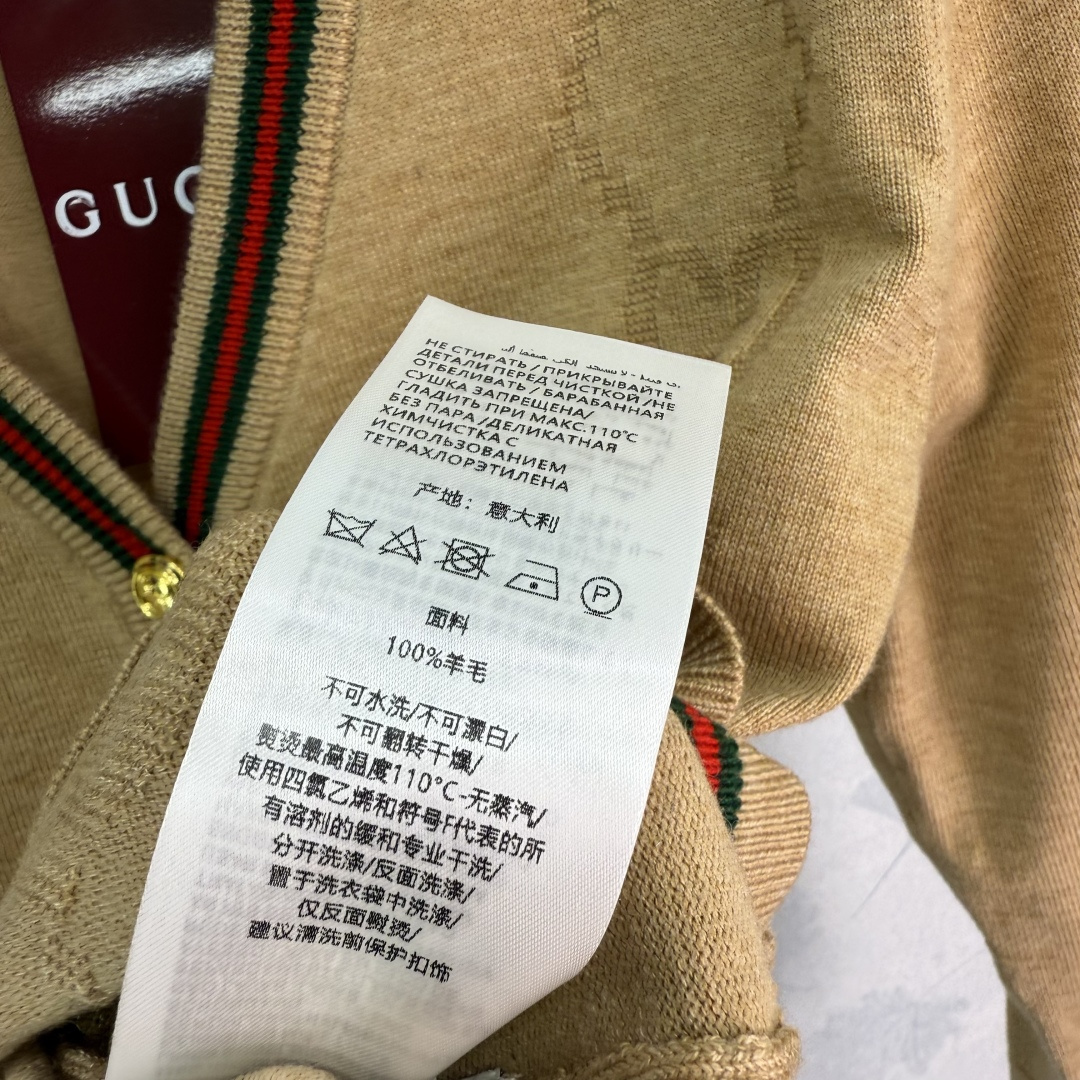 GUC
НЕ СТИРАТЬ / ПРИКРЫВАЙТЕ
ДЕТАЛИ ПЕРЕД ЧИСТКОЙ /НЕ
ОТБЕЛИВАТЬ / БАРАБАННАЯ
СУШКА ЗАПРЕЩЕНА/
ГЛАДИТЬ ПРИ МАКС.110°C
БЕЗ ПАРА /ДЕЛИКАТНАЯ
ХИМЧИСТКА С
ИСПОЛЬЗОВАНИЕМ
ТЕТРАХЛОРЭТИЛЕНА
产地：意大利
P
面料
100%羊毛
不可水洗/不可漂白/
不可翻转干燥/
熨烫最高温度110°C-无蒸汽/
使用四氯乙烯和符号F代表的所
有溶剂的缓和专业干洗/
分开洗涤/反面洗涤/
置于洗衣袋中洗涤/
仅反面熨烫/
建议清洗前保护扣饰